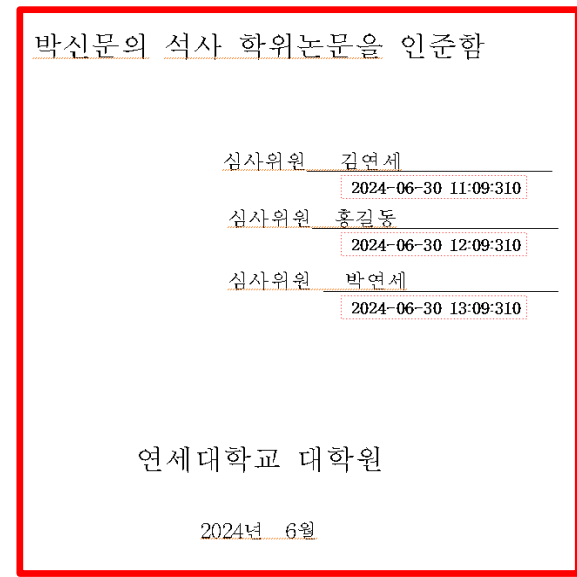 박신문의 석사 학위논문을 인준함
심사위원 김연세
2024-06-30 11:09:310
심사위원 홍길동
2024-06-30 12:09:310
심사위원 박연세
2024-06-30 13:09:310
연세대학교 대학원
2024년 6월